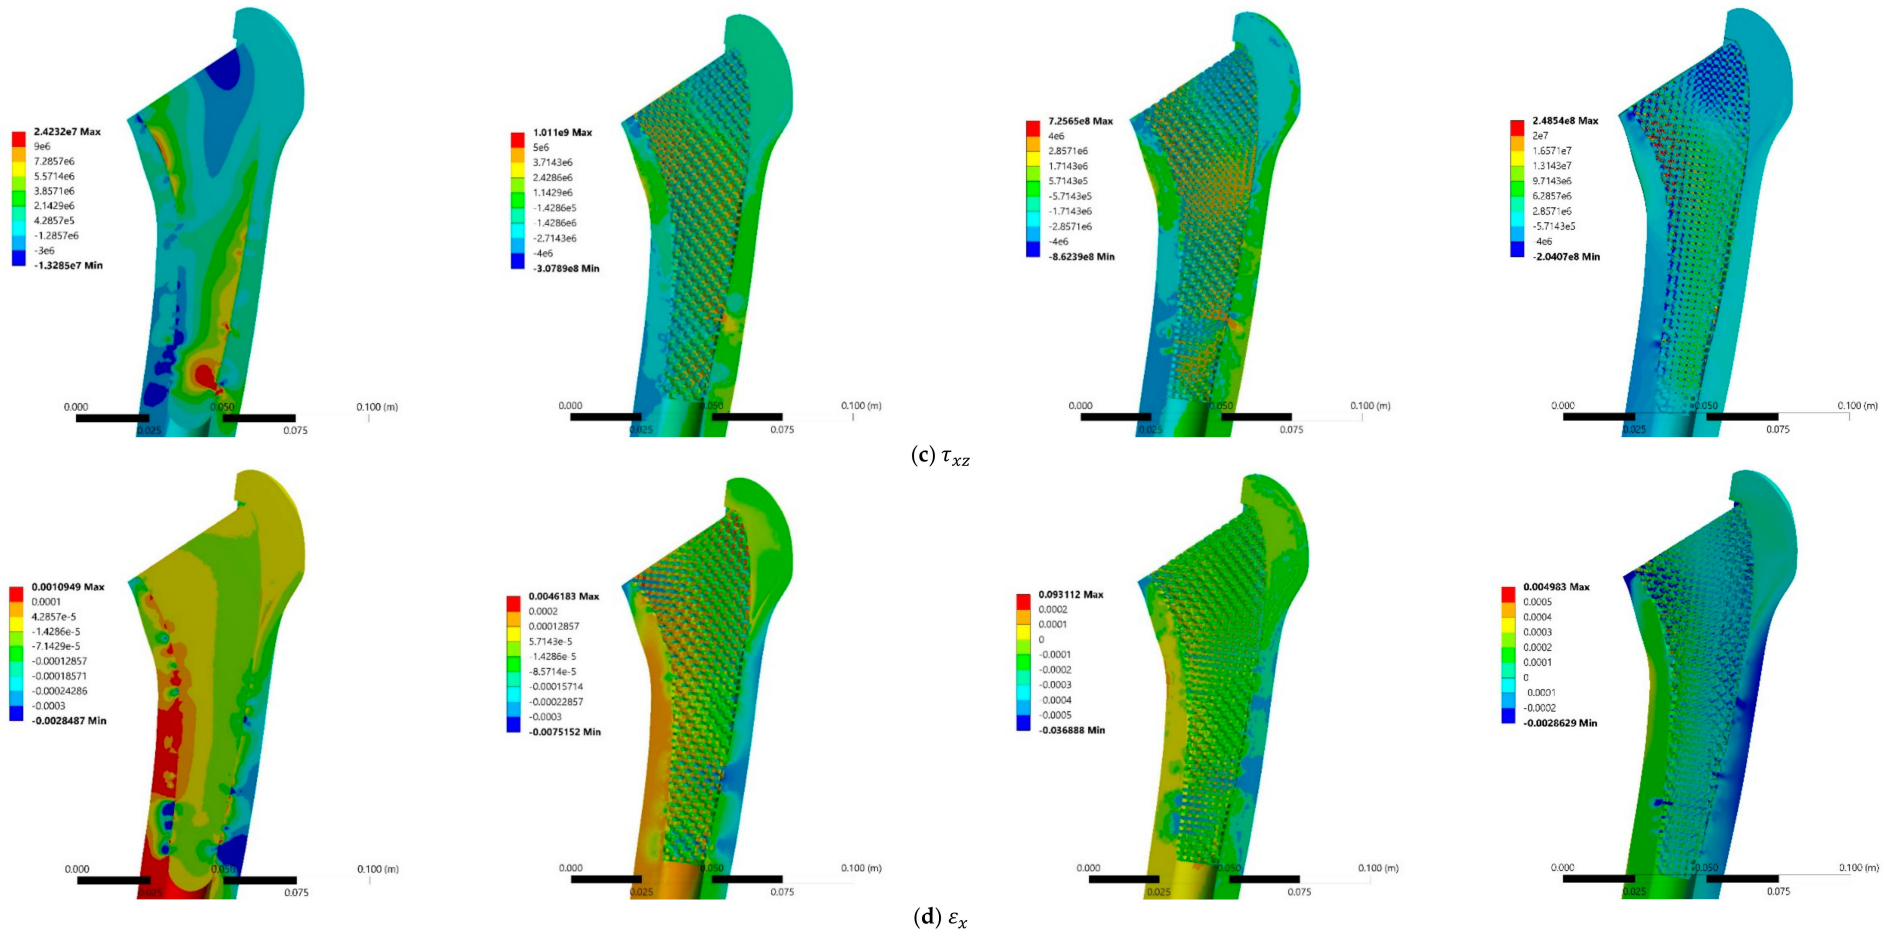 2.4232e7 Max
9e6
7.2857e6
5.5714e6
3.8571e6
2.1429e6
4.2857e5
-1.2857e6
-3e6
-1.3285e7 Min
0.000
0.050
0.100 (m)
0.025
0.075
1.011e9 Max
5e6
3.7143e6
2.4286e6
1.1429e6
-1.4286e5
-1.4286e6
-2.7143e6
-4e6
-3.0789e8 Min
0.000
0.050
0.100 (m)
0.025
0.075
7.2565e8 Max
4e6
2.8571e6
1.7143e6
5.7143e5
-5.7143e5
-1.7143e6
-2.8571e6
-4e6
-8.6239e8 Min
0.000
0.050
0.100 (m)
0.025
0.075
2.4854e8 Max
2e7
1.6571e7
1.3143e7
9.7143e6
6.2857e6
2.8571e6
-5.7143e5
-4e6
-2.0407e8 Min
0.000
0.050
0.100 (m)
0.025
0.075
(c) τxz
0.0010949 Max
0.0001
4.2857e-5
-1.4286e-5
-7.1429e-5
-0.00012857
-0.00018571
-0.00024286
-0.0003
-0.0028487 Min
0.000
0.050
0.100 (m)
0.025
0.075
0.0046183 Max
0.0002
0.00012857
5.7143e-5
-1.4286e-5
-8.5714e-5
-0.00015714
-0.00022857
-0.0003
-0.0075152 Min
0.000
0.050
0.100 (m)
0.025
0.075
0.093112 Max
0.0002
0.0001
0
-0.0001
-0.0002
-0.0003
-0.0004
-0.0005
-0.036888 Min
0.000
0.050
0.100 (m)
0.025
0.075
0.004983 Max
0.0005
0.0004
0.0003
0.0002
0.0001
0
0.0001
-0.0002
-0.0028629 Min
0.000
0.050
0.100 (m)
0.025
0.075
(d) εx